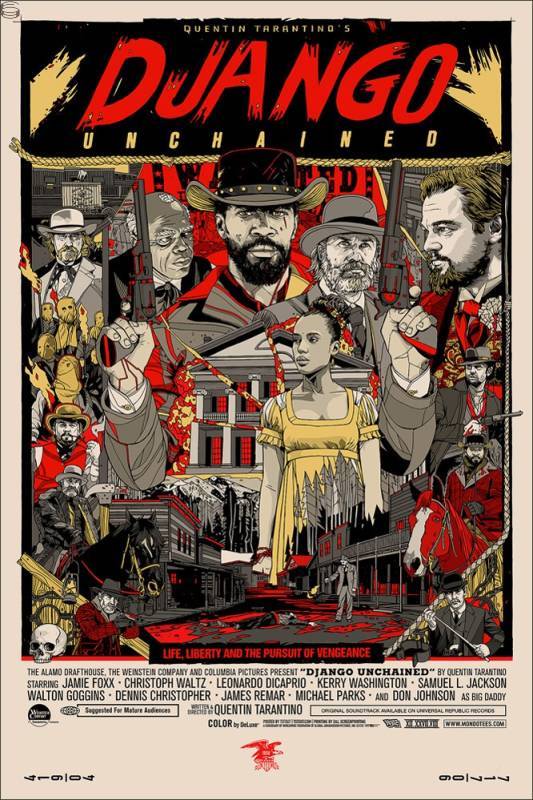 QUENTIN TARANTINO'S
DJANGO
UNCHAINED
WANTED
LIFE, LIBERTY AND THE PURSUIT OF VENGEANCE
THE ALAMO DRAFTHOUSE, THE WEINSTEIN COMPANY AND COLUMBIA PICTURES PRESENT "DJANGO UNCHAINED" BY QUENTIN TARANTINO
STARRING JAMIE FOXX · CHRISTOPH WALTZ · LEONARDO DICAPRIO · KERRY WASHINGTON · SAMUEL L. JACKSON
WALTON GOGGINS · DENNIS CHRISTOPHER · JAMES REMAR · MICHAEL PARKS · AND DON JOHNSON AS BIG DADDY
Suggested For Mature Audiences
WRITTEN & DIRECTED BY QUENTIN TARANTINO
ORIGINAL SOUNDTRACK AVAILABLE ON UNIVERSAL REPUBLIC RECORDS
COLOR by DeLuxe
WWW.MONDOTEES.COM